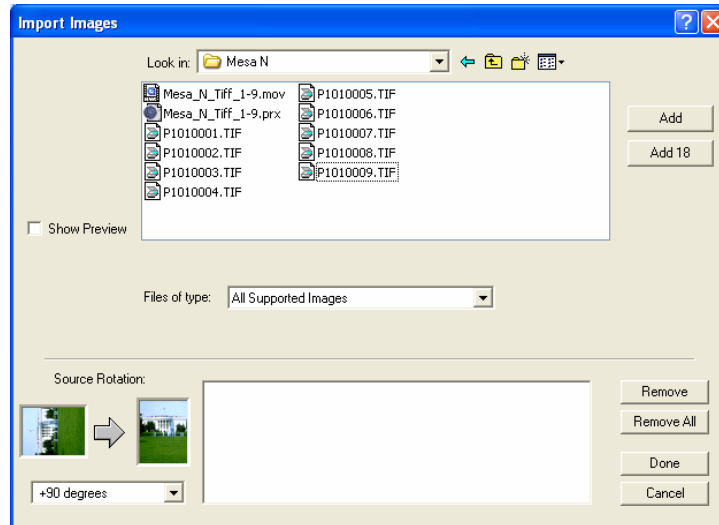 Import Images
Look in: Mesa N
Mesa_N_Tiff_1-9.mov
Mesa_N_Tiff_1-9.prx
P1010001.TIF
P1010002.TIF
P1010003.TIF
P1010004.TIF
P1010005.TIF
P1010006.TIF
P1010007.TIF
P1010008.TIF
P1010009.TIF
Add
Add 18
Show Preview
Files of type: All Supported Images
Source Rotation:
+90 degrees
Remove
Remove All
Done
Cancel